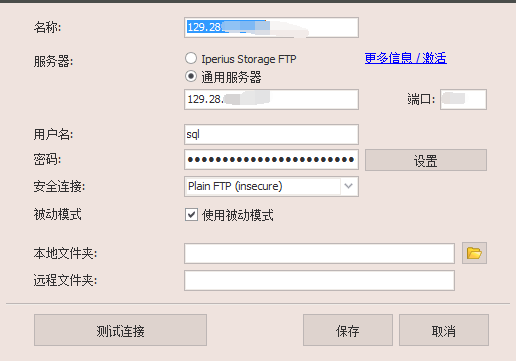 名称: 129.28
服务器: Iperius Storage FTP 更多信息 / 激活
通用服务器
129.28. 端口:
用户名: sql
密码: ●●●●●●●●●●●●●●●●●●●●●●●● 设置
安全连接: Plain FTP (insecure)
被动模式 使用被动模式
本地文件夹:
远程文件夹:
测试连接 保存 取消